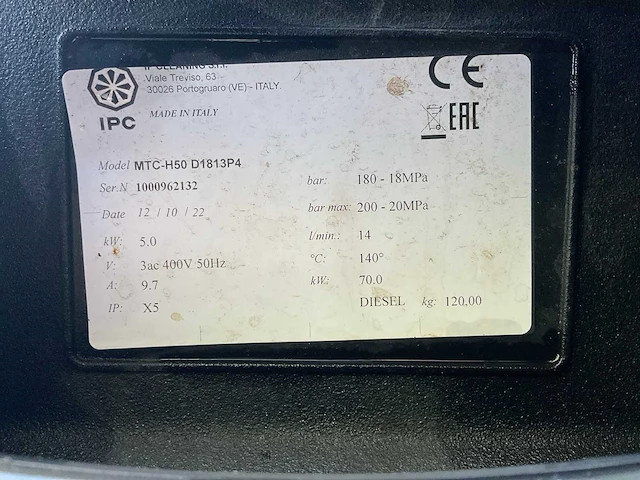 IP CLEANING S.r.l.
Viale Treviso, 63
30026 Portogruaro (VE) - ITALY.
CE
IPC
MADE IN ITALY
EAC
Model MTC-H50 D1813P4
Ser.N 1000962132
Date 12 / 10 / 22
kW: 5.0
V: 3ac 400V 50Hz
A: 9.7
IP: X5
bar: 180 - 18MPa
bar max: 200 - 20MPa
l/min.: 14
°C: 140°
kW: 70.0
DIESEL kg: 120.00